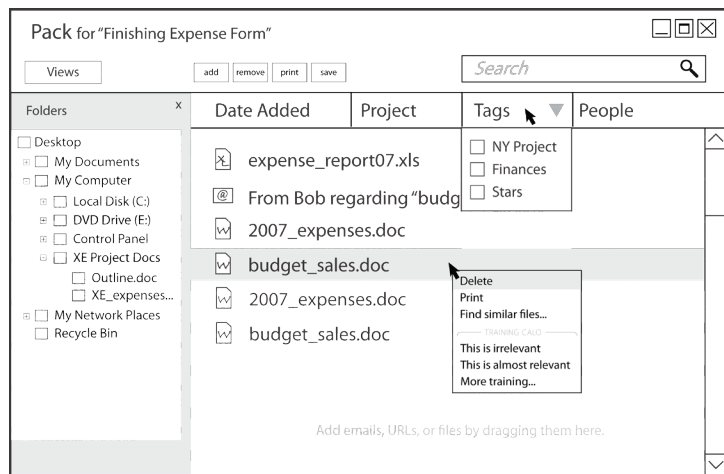 Pack for "Finishing Expense Form"
Views
add remove print save
Search
Folders x
Date Added Project Tags People
Desktop
My Documents
My Computer
Local Disk (C:)
DVD Drive (E:)
Control Panel
XE Project Docs
Outline.doc
XE_expenses...
My Network Places
Recycle Bin
NY Project
Finances
Stars
expense_report07.xls
@ From Bob regarding "budg
2007_expenses.doc
budget_sales.doc
2007_expenses.doc
budget_sales.doc
Delete
Print
Find similar files...
TRAINING CALO
This is irrelevant
This is almost relevant
More training...
Add emails, URLs, or files by dragging them here.